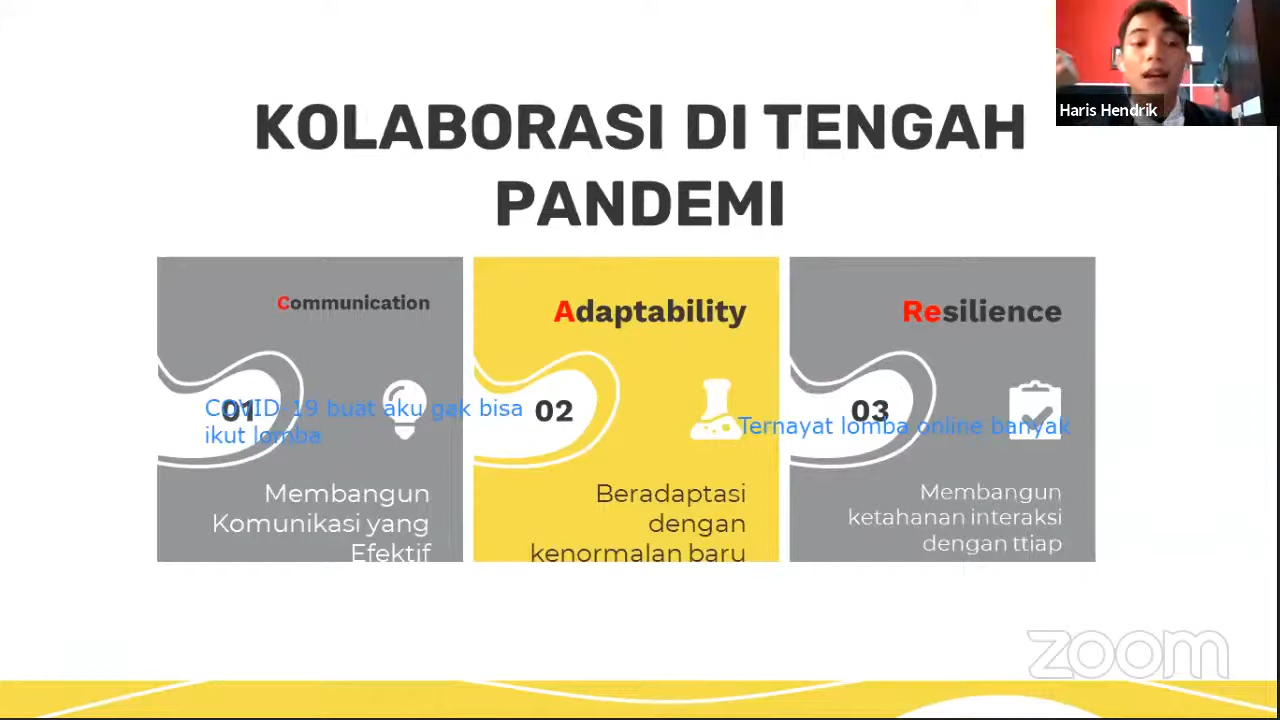 Haris Hendrik
KOLABORASI DI TENGAH
PANDEMI
Communication
01
Membangun
Komunikasi yang
Efektif
Adaptability
02
Beradaptasi
dengan
kenormalan baru
Resilience
03
Membangun
ketahanan interaksi
dengan ttiap
COVID-19 buat aku gak bisa
ikut lomba
Ternayat lomba online banyak
zoom